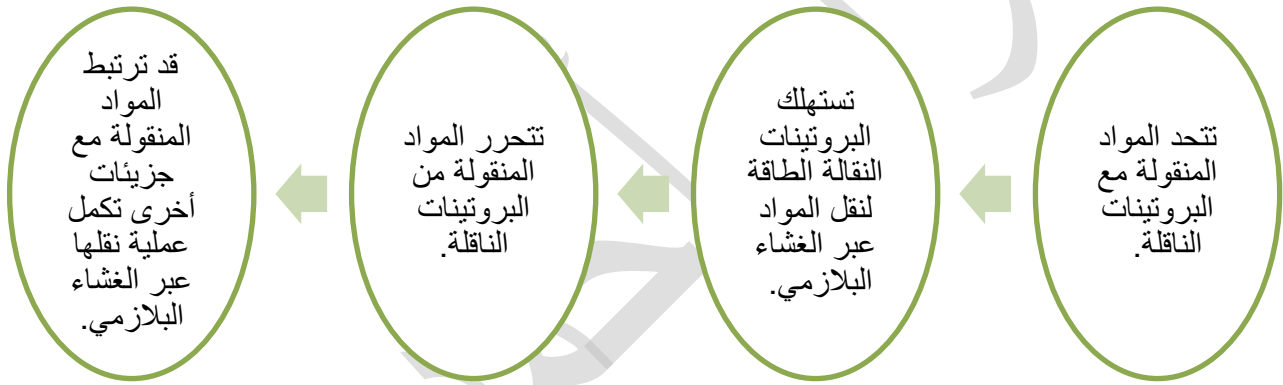 تتحد المواد
المنقولة مع
البروتينات
الناقلة.
تستهلك
البروتينات
النقالة الطاقة
لنقل المواد
عبر الغشاء
البلازمي.
تتحرر المواد
المنقولة من
البروتينات
الناقلة.
قد ترتبط
المواد
المنقولة مع
جزيئات
أخرى تكمل
عملية نقلها
عبر الغشاء
البلازمي.